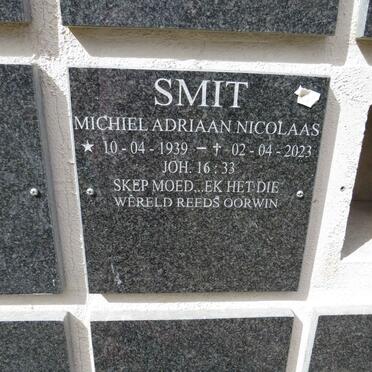 SMIT
MICHIEL ADRIAAN NICOLAAS
★ 10-04-1939 – † 02-04-2023
JOH. 16:33
SKEP MOED...EK HET DIE
WÊRELD REEDS OORWIN